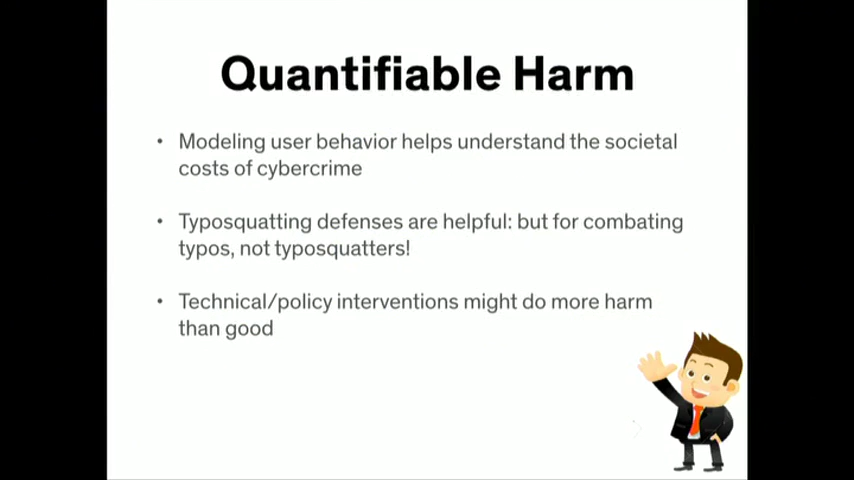 Quantifiable Harm
• Modeling user behavior helps understand the societal
costs of cybercrime
• Typosquatting defenses are helpful: but for combating
typos, not typosquatters!
• Technical/policy interventions might do more harm
than good